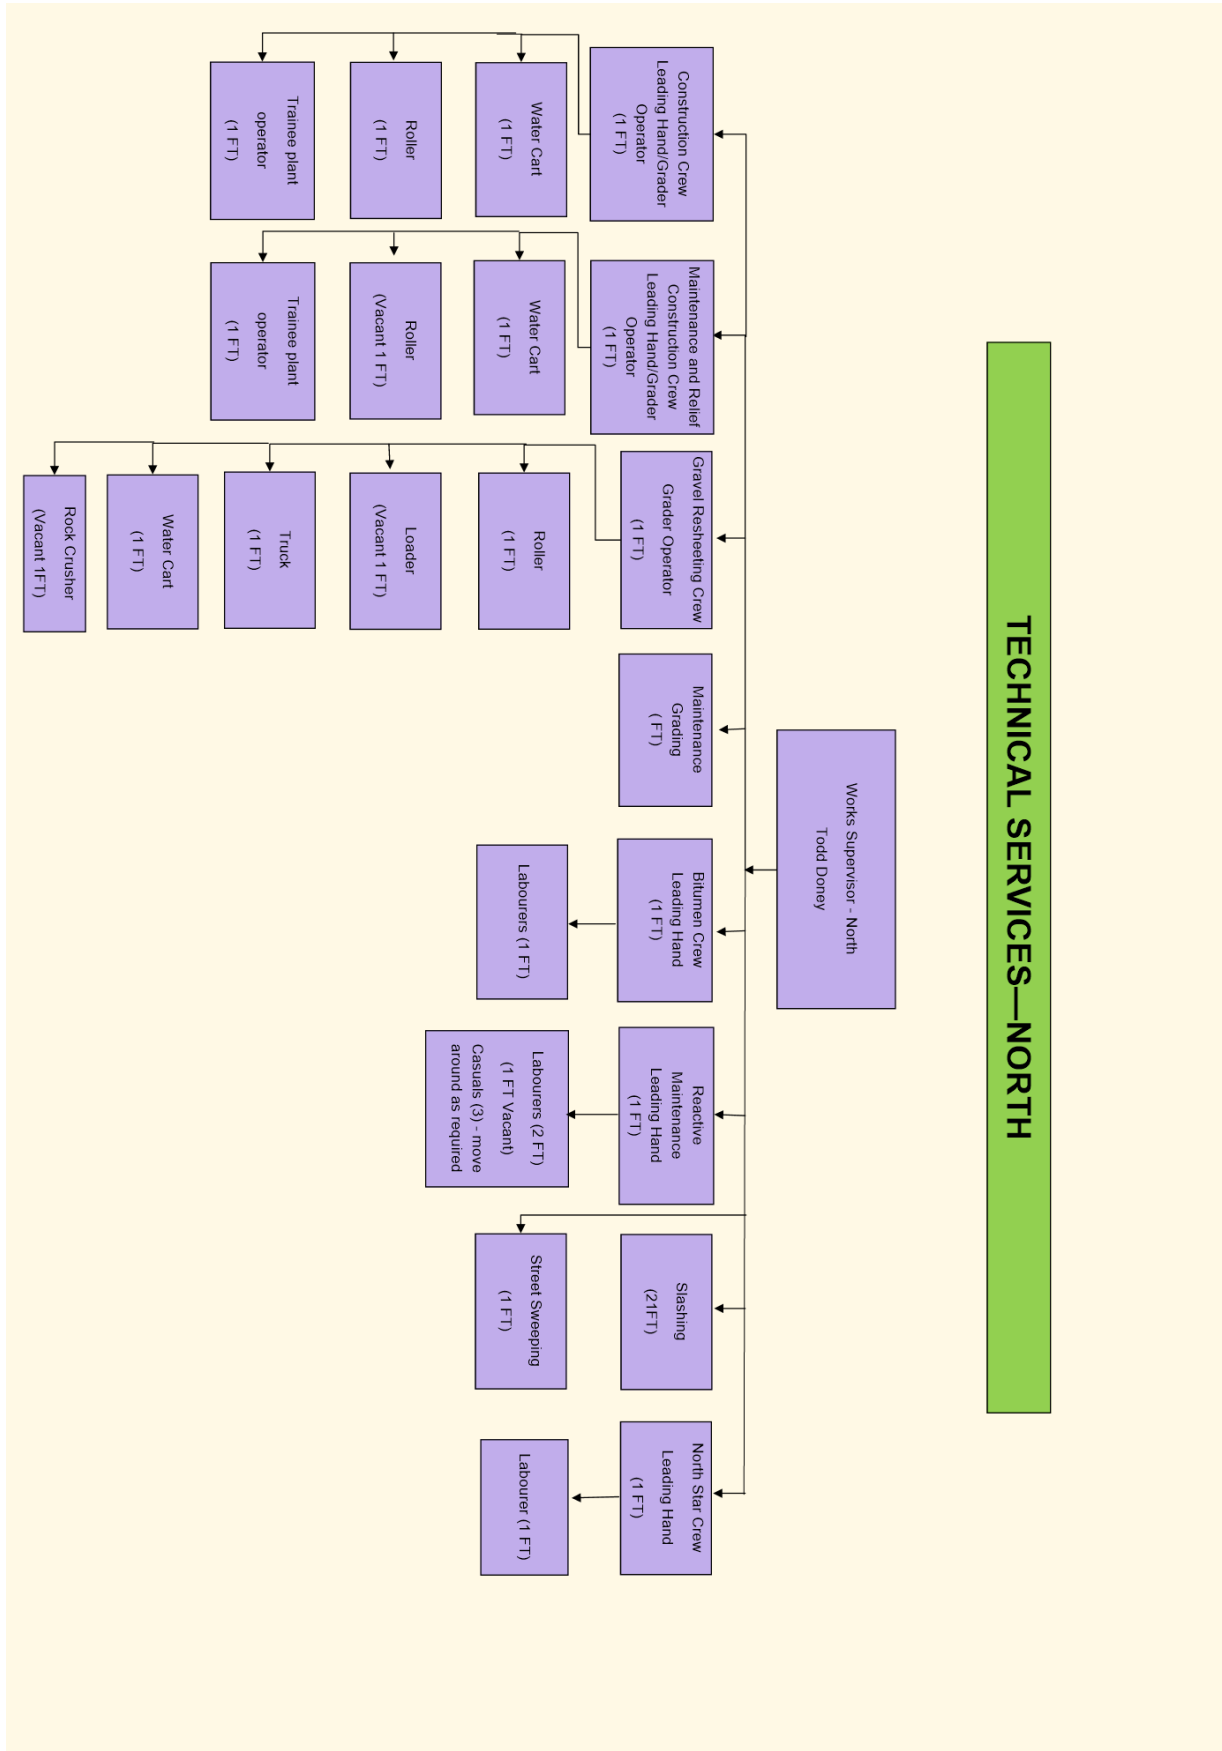 TECHNICAL SERVICES—NORTH
Works Supervisor - North
Todd Doney
Construction Crew
Leading Hand/Grader
Operator
(1 FT)
Water Cart
(1 FT)
Roller
(1 FT)
Trainee plant
operator
(1 FT)
Maintenance and Relief
Construction Crew
Leading Hand/Grader
Operator
(1 FT)
Water Cart
(1 FT)
Roller
(Vacant 1 FT)
Trainee plant
operator
(1 FT)
Gravel Resheeting Crew
Grader Operator
(1 FT)
Roller
(1 FT)
Loader
(Vacant 1 FT)
Truck
(1 FT)
Water Cart
(1 FT)
Rock Crusher
(Vacant 1FT)
Maintenance
Grading
( FT)
Bitumen Crew
Leading Hand
(1 FT)
Labourers (1 FT)
Reactive
Maintenance
Leading Hand
(1 FT)
Labourers (2 FT)
(1 FT Vacant)
Casuals (3) - move
around as required
Slashing
(21FT)
Street Sweeping
(1 FT)
North Star Crew
Leading Hand
(1 FT)
Labourer (1 FT)